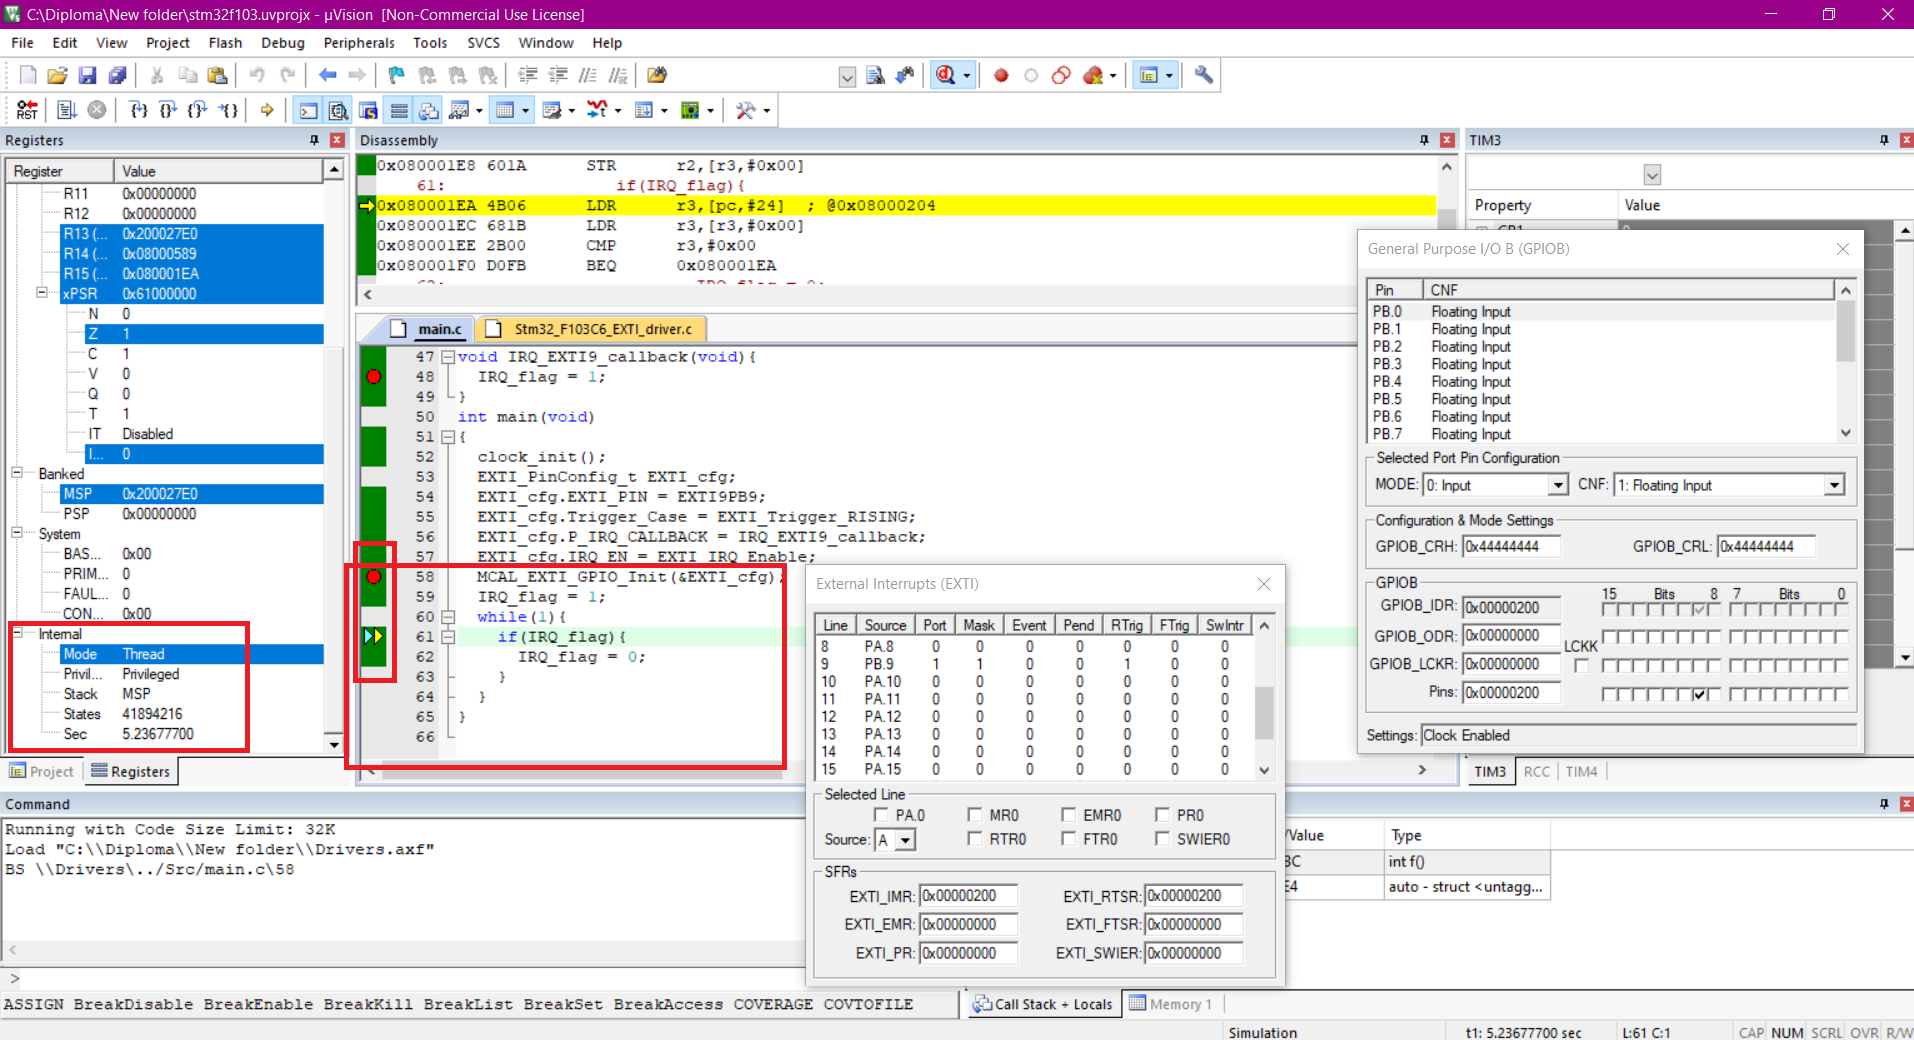 C:\Diploma\New folder\stm32f103.uvprojx - µVision  [Non-Commercial Use License]
File Edit View Project Flash Debug Peripherals Tools SVCS Window Help
Registers
Register Value
R11 0x00000000
R12 0x00000000
R13 (... 0x200027E0
R14 (... 0x08000589
R15 (... 0x080001EA
xPSR 0x61000000
N 0
Z 1
C 1
V 0
Q 0
T 1
IT Disabled
I... 0
Banked
MSP 0x200027E0
PSP 0x00000000
System
BAS... 0x00
PRIM... 0
FAUL... 0
CON... 0x00
Internal
Mode Thread
Privil... Privileged
Stack MSP
States 41894216
Sec 5.23677700
Project Registers
Disassembly
0x080001E8 601A STR r2,[r3,#0x00]
61: if(IRQ_flag){
0x080001EA 4B06 LDR r3,[pc,#24] ; @0x08000204
0x080001EC 681B LDR r3,[r3,#0x00]
0x080001EE 2B00 CMP r3,#0x00
0x080001F0 D0FB BEQ 0x080001EA
main.c Stm32_F103C6_EXTI_driver.c
47 void IRQ_EXTI9_callback(void){
48 IRQ_flag = 1;
49 }
50 int main(void)
51 {
52 clock_init();
53 EXTI_PinConfig_t EXTI_cfg;
54 EXTI_cfg.EXTI_PIN = EXTI9PB9;
55 EXTI_cfg.Trigger_Case = EXTI_Trigger_RISING;
56 EXTI_cfg.P_IRQ_CALLBACK = IRQ_EXTI9_callback;
57 EXTI_cfg.IRQ_EN = EXTI_IRQ_Enable;
58 MCAL_EXTI_GPIO_Init(&EXTI_cfg);
59 IRQ_flag = 1;
60 while(1){
61 if(IRQ_flag){
62 IRQ_flag = 0;
63 }
64 }
65 }
66
TIM3
Property Value
General Purpose I/O B (GPIOB)
Pin CNF
PB.0 Floating Input
PB.1 Floating Input
PB.2 Floating Input
PB.3 Floating Input
PB.4 Floating Input
PB.5 Floating Input
PB.6 Floating Input
PB.7 Floating Input
Selected Port Pin Configuration
MODE: 0: Input CNF: 1: Floating Input
Configuration & Mode Settings
GPIOB_CRH: 0x44444444 GPIOB_CRL: 0x44444444
GPIOB
15 Bits 8 7 Bits 0
GPIOB_IDR: 0x00000200
GPIOB_ODR: 0x00000000
LCKK
GPIOB_LCKR: 0x00000000
Pins: 0x00000200
Settings: Clock Enabled
TIM3 RCC TIM4
External Interrupts (EXTI)
Line Source Port Mask Event Pend RTrig FTrig SwIntr
8 PA.8 0 0 0 0 0 0 0
9 PB.9 1 1 0 0 1 0 0
10 PA.10 0 0 0 0 0 0 0
11 PA.11 0 0 0 0 0 0 0
12 PA.12 0 0 0 0 0 0 0
13 PA.13 0 0 0 0 0 0 0
14 PA.14 0 0 0 0 0 0 0
15 PA.15 0 0 0 0 0 0 0
Selected Line
PA.0 MR0 EMR0 PR0
Source: A RTR0 FTR0 SWIER0
SFRs
EXTI_IMR: 0x00000200 EXTI_RTSR: 0x00000200
EXTI_EMR: 0x00000000 EXTI_FTSR: 0x00000000
EXTI_PR: 0x00000000 EXTI_SWIER: 0x00000000
Command
Running with Code Size Limit: 32K
Load "C:\\Diploma\\New folder\\Drivers.axf"
BS \\Drivers\../Src/main.c\58
>
ASSIGN BreakDisable BreakEnable BreakKill BreakList BreakSet BreakAccess COVERAGE COVTOFILE
/Value Type
BC int f()
E4 auto - struct <untagg...
Call Stack + Locals Memory 1
Simulation t1: 5.23677700 sec L:61 C:1 CAP NUM SCRL OVR R/W